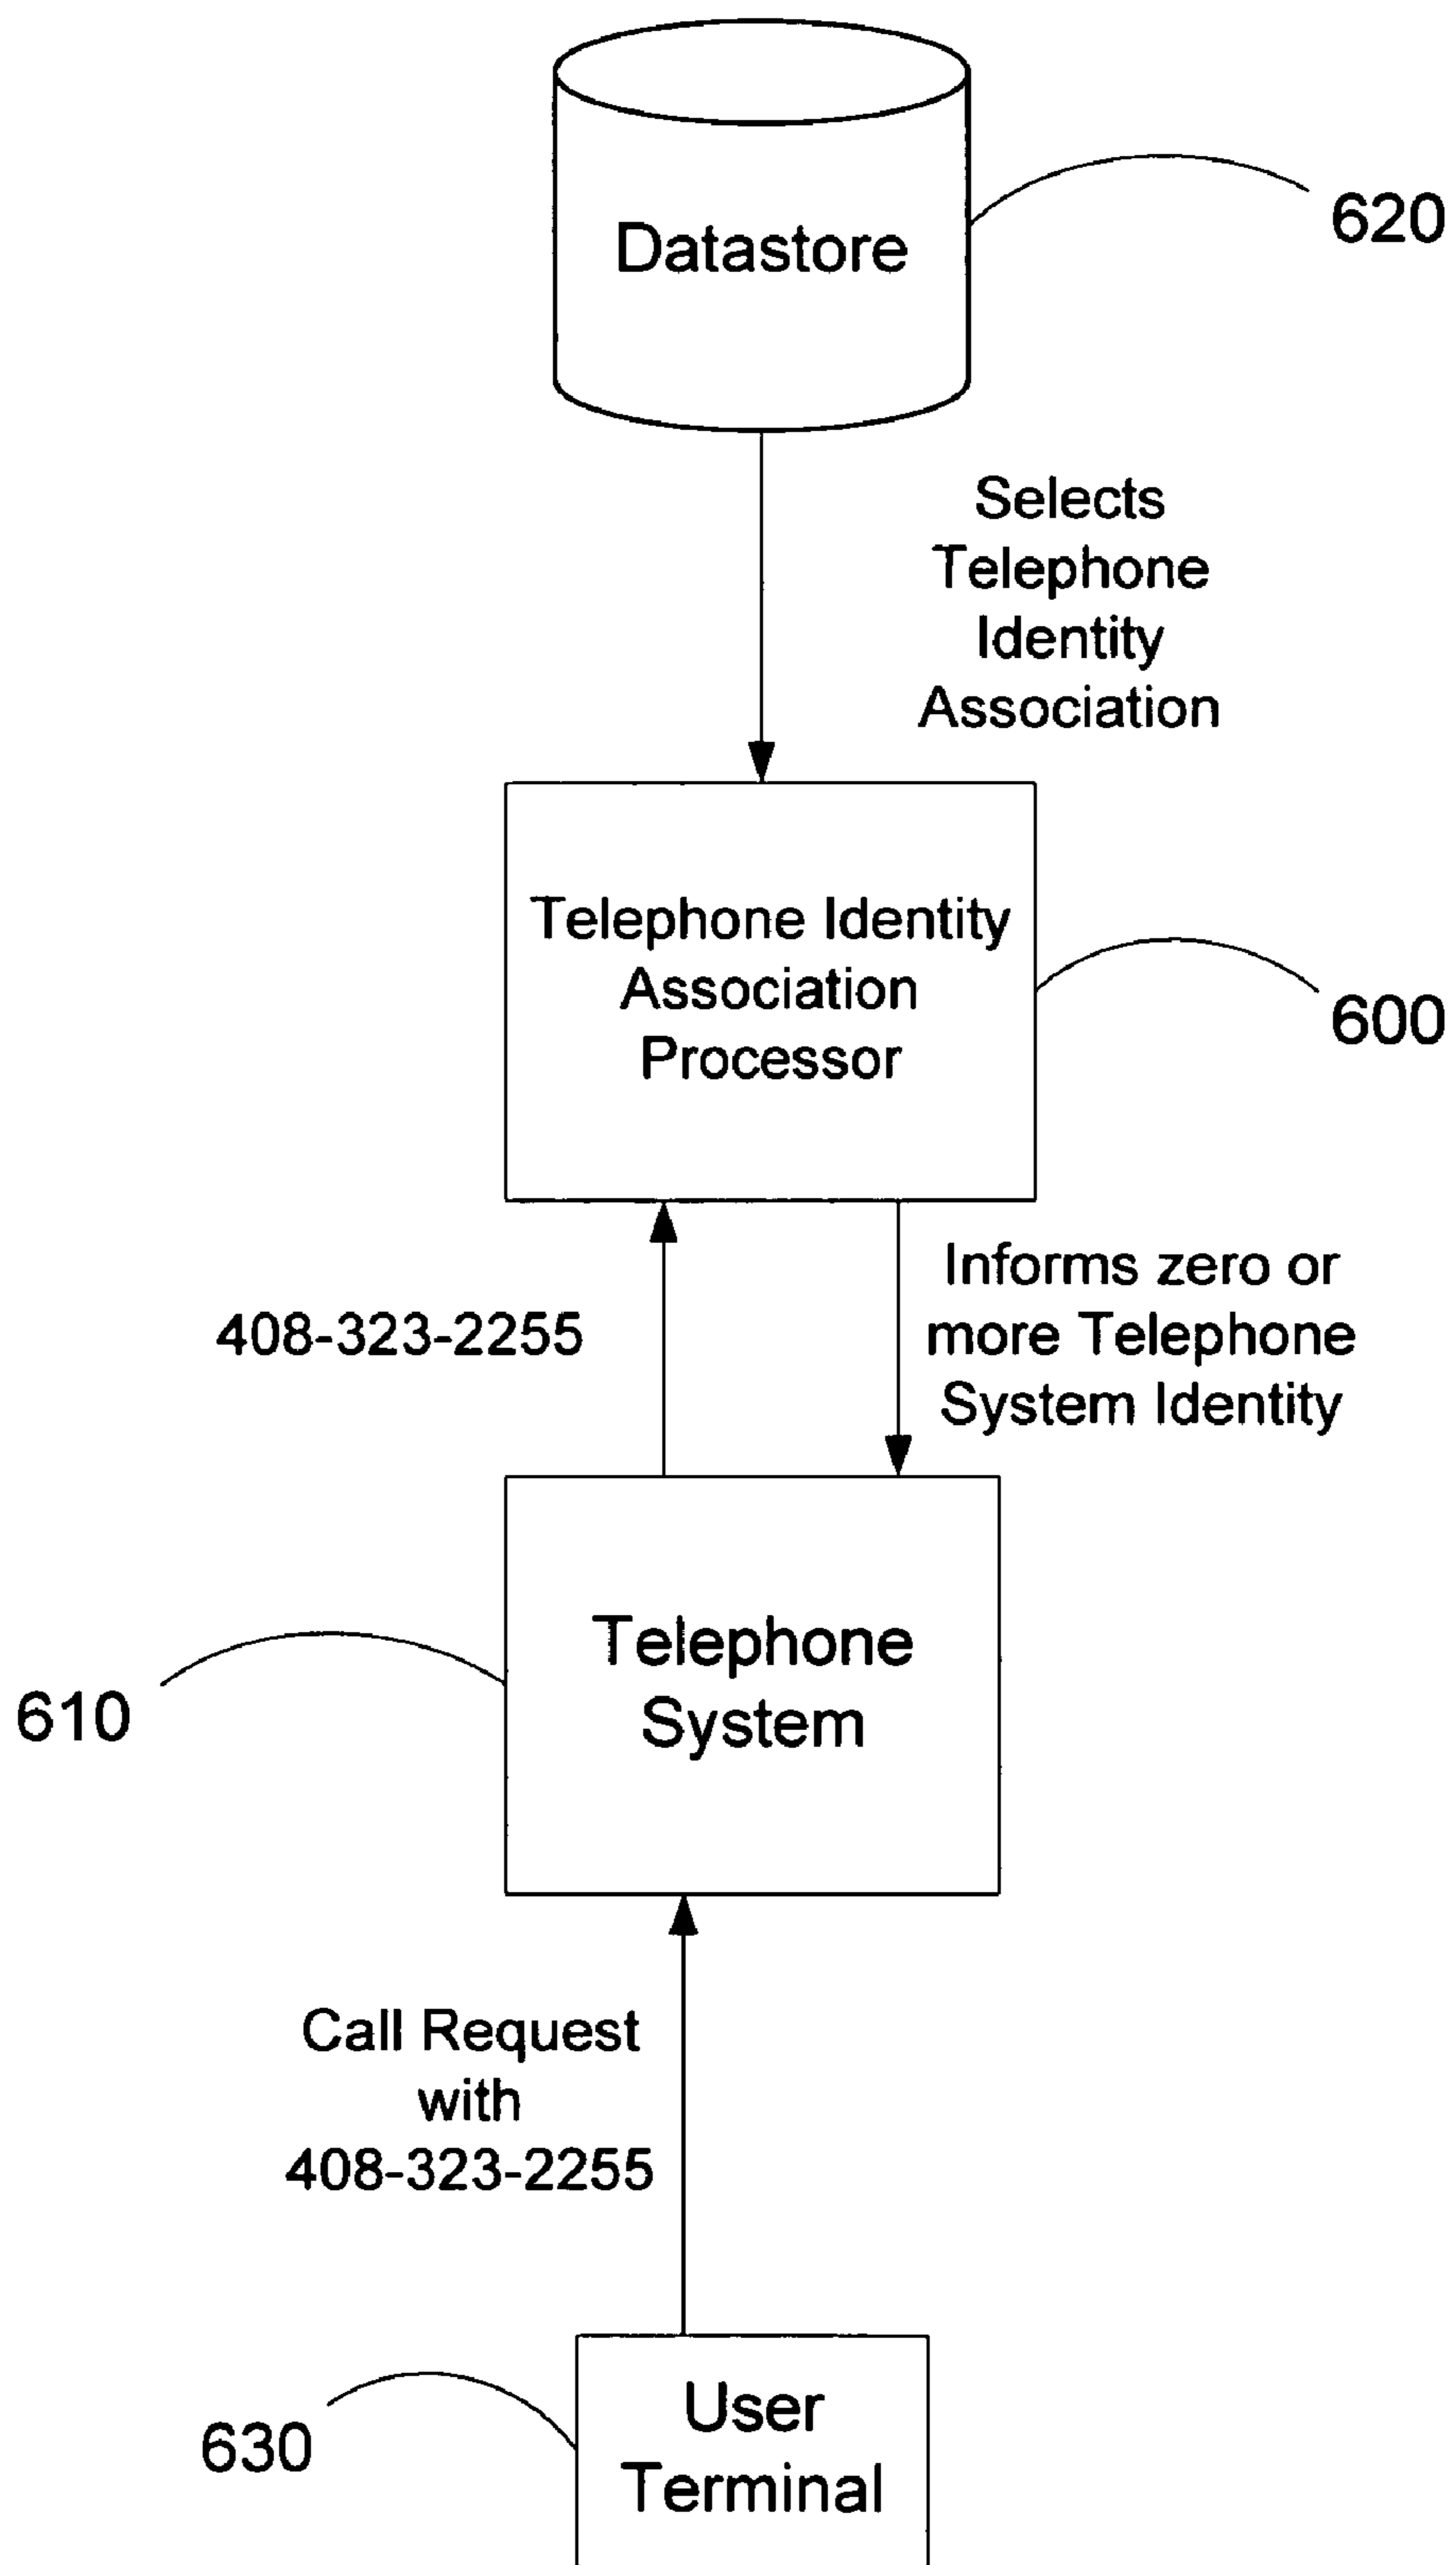 Datastore
620
Selects
Telephone
Identity
Association
Telephone Identity
Association
Processor
600
408-323-2255
Informs zero or
more Telephone
System Identity
Telephone
System
610
Call Request
with
408-323-2255
User
Terminal
630